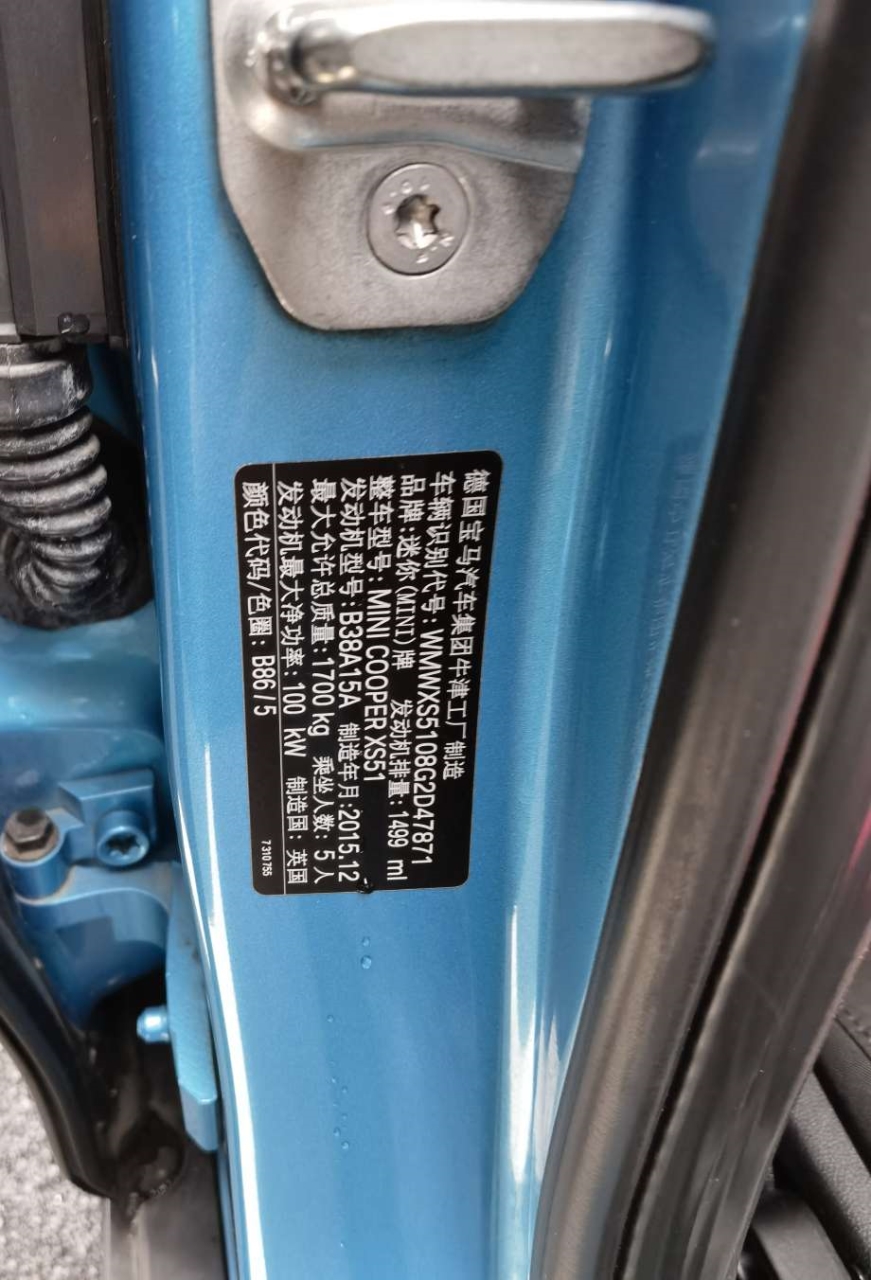 德国宝马汽车集团牛津工厂制造
车辆识别代号: WMWXS5108G2D47871
品牌:迷你(MINI)牌 发动机排量: 1499 ml
整车型号: MINI COOPER XS51
发动机型号: B38A15A 制造年月:2015.12
最大允许总质量:1700 kg 乘坐人数: 5人
发动机最大净功率: 100 kW 制造国: 英国
颜色代码/色圈: B86 / 5 7310755